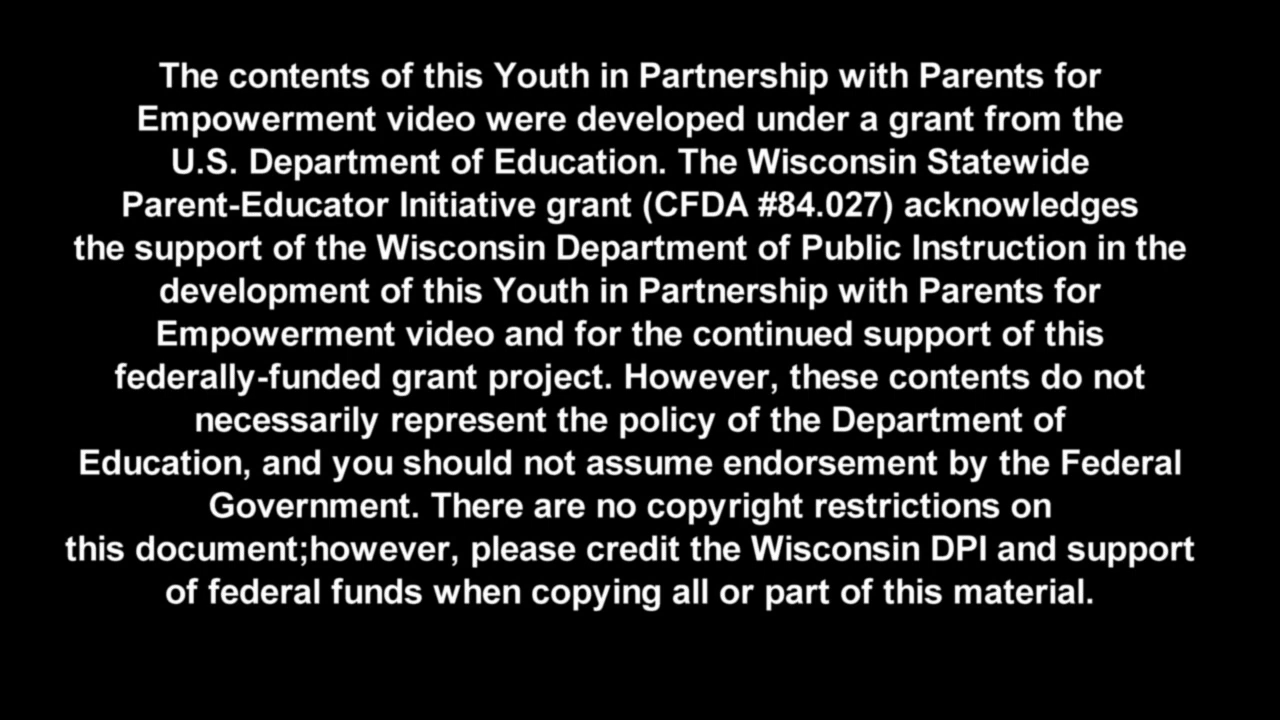 The contents of this Youth in Partnership with Parents for
Empowerment video were developed under a grant from the
U.S. Department of Education. The Wisconsin Statewide
Parent-Educator Initiative grant (CFDA #84.027) acknowledges
the support of the Wisconsin Department of Public Instruction in the
development of this Youth in Partnership with Parents for
Empowerment video and for the continued support of this
federally-funded grant project. However, these contents do not
necessarily represent the policy of the Department of
Education, and you should not assume endorsement by the Federal
Government. There are no copyright restrictions on
this document;however, please credit the Wisconsin DPI and support
of federal funds when copying all or part of this material.